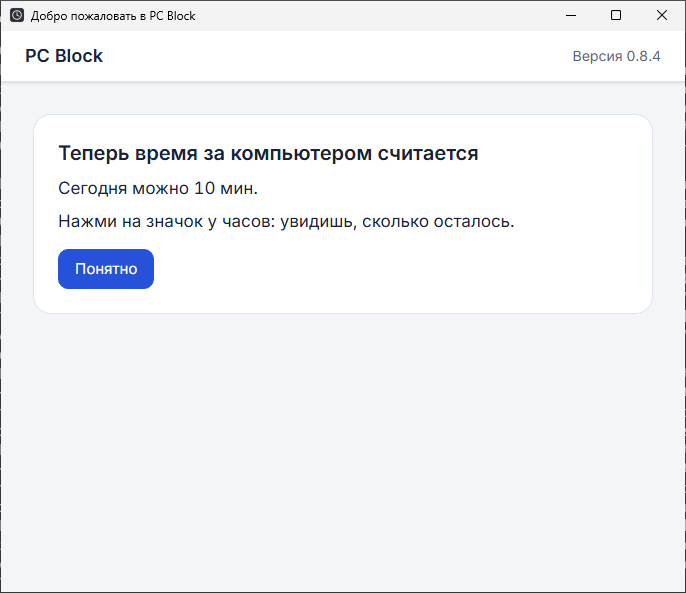 Добро пожаловать в PC Block
PC Block
Версия 0.8.4
Теперь время за компьютером считается
Сегодня можно 10 мин.
Нажми на значок у часов: увидишь, сколько осталось.
Понятно